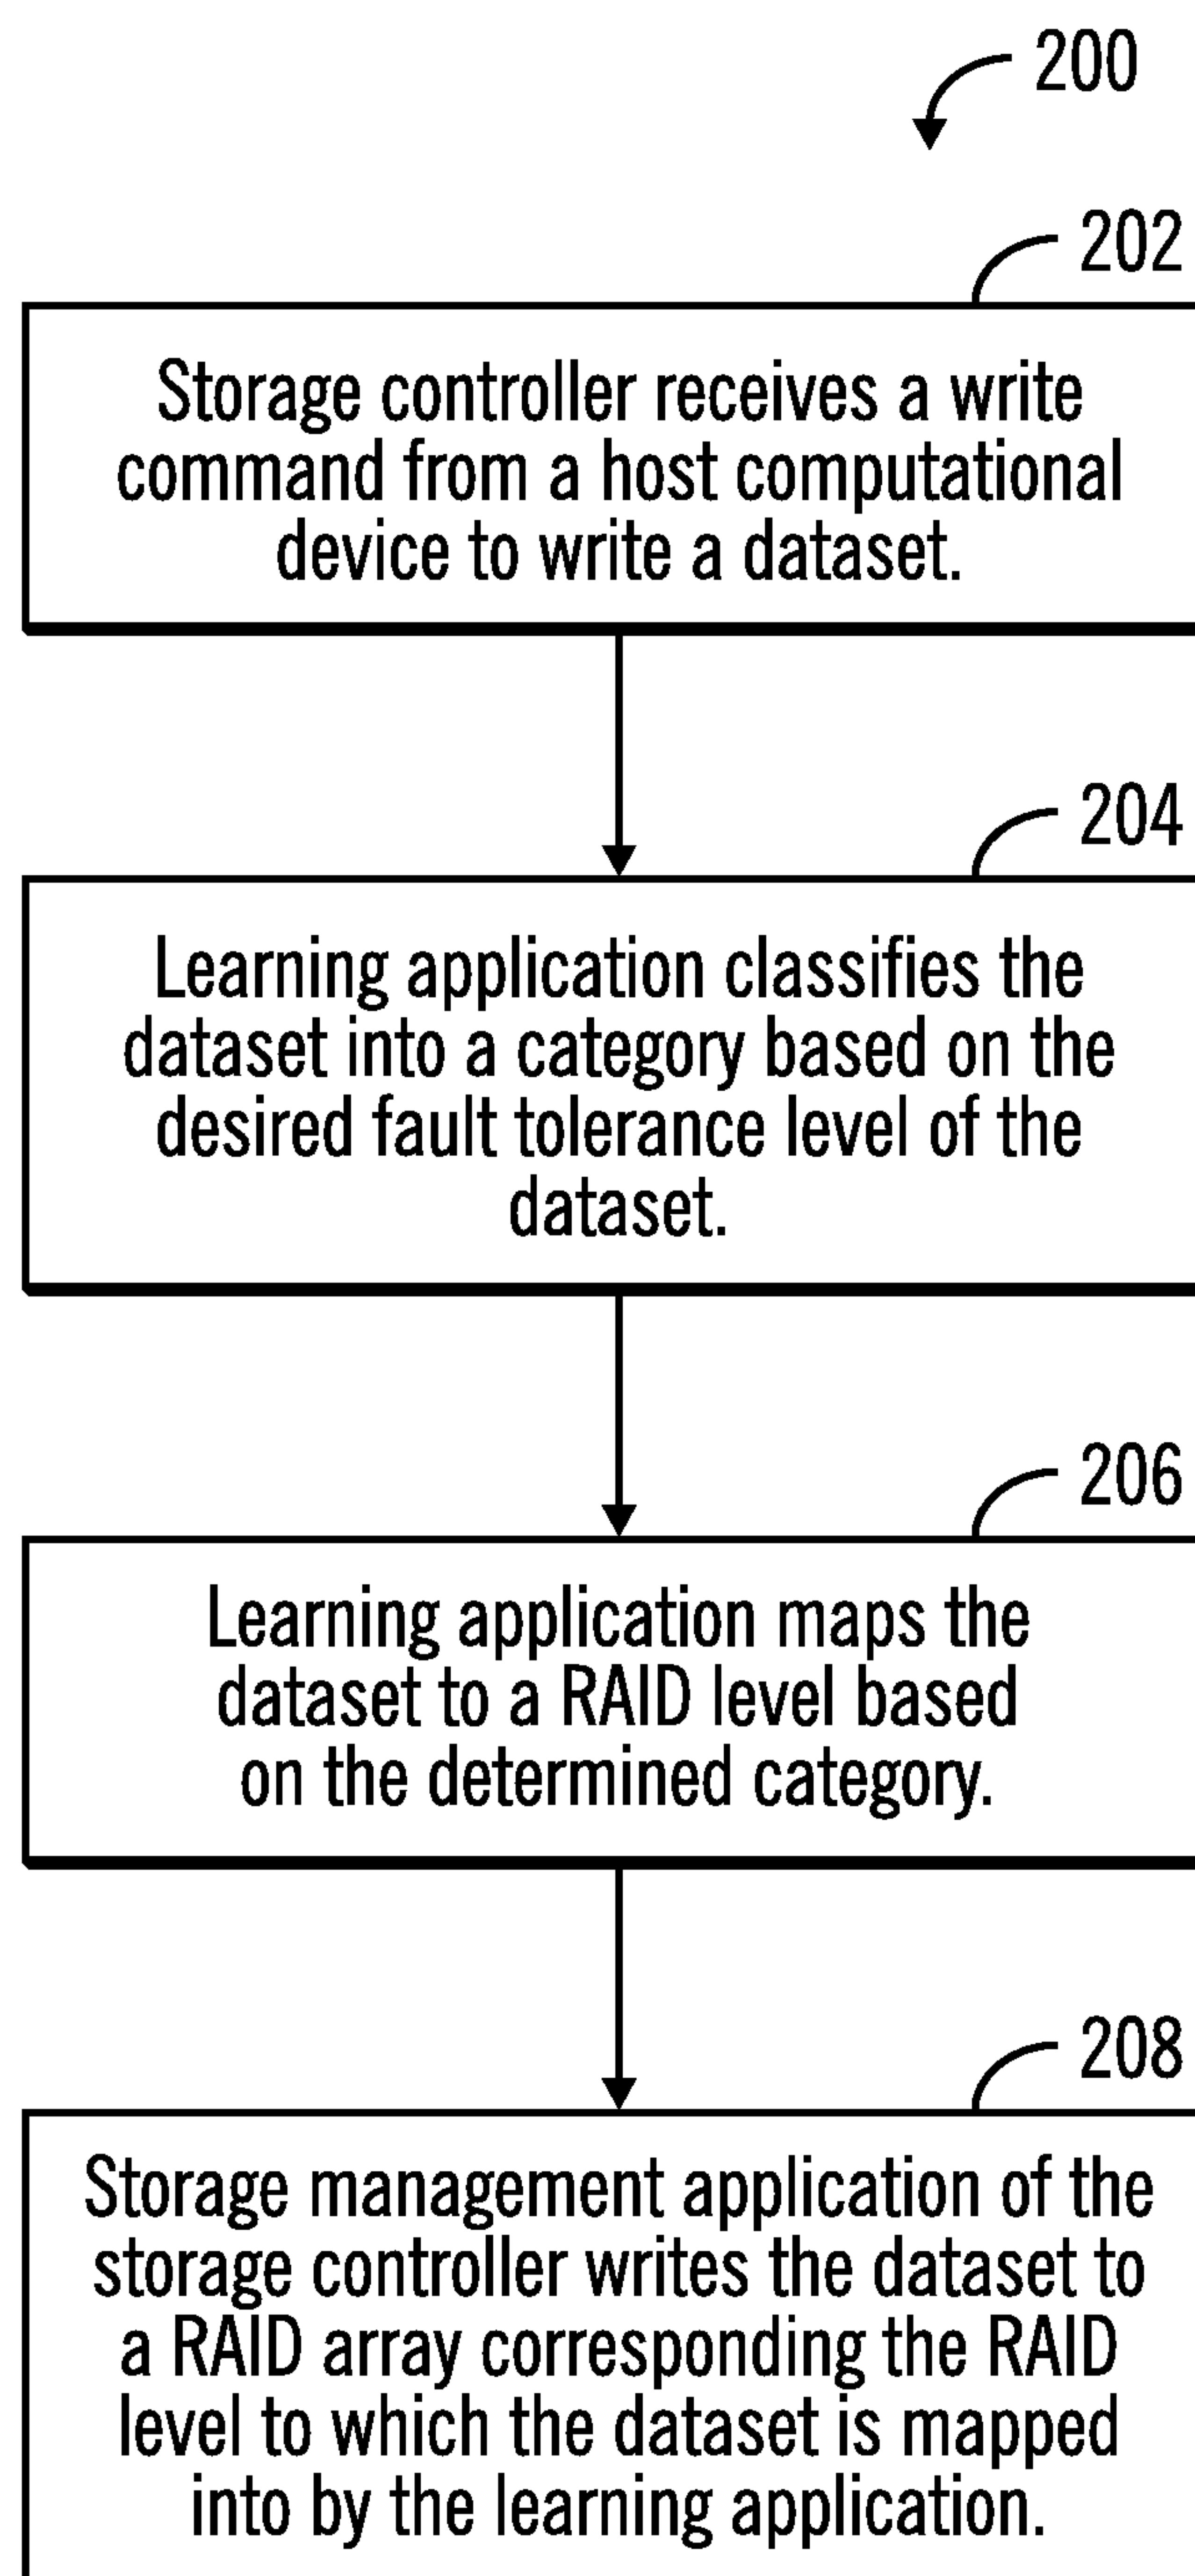 200
202
Storage controller receives a write
command from a host computational
device to write a dataset.
204
Learning application classifies the
dataset into a category based on the
desired fault tolerance level of the
dataset.
206
Learning application maps the
dataset to a RAID level based
on the determined category.
208
Storage management application of the
storage controller writes the dataset to
a RAID array corresponding the RAID
level to which the dataset is mapped
into by the learning application.